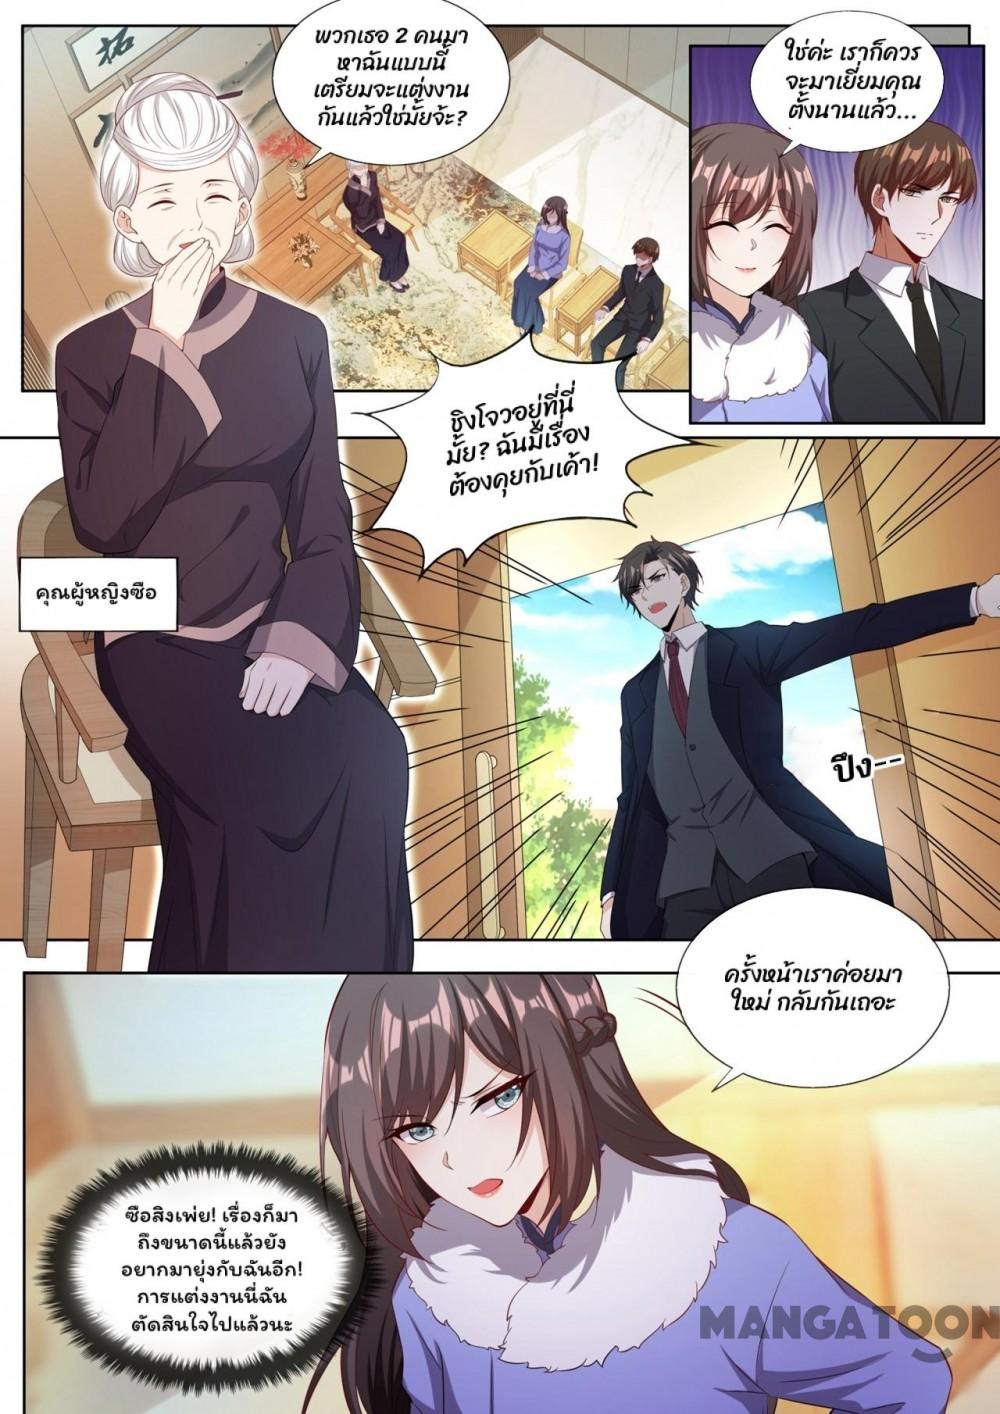 拓
พวกเธอ 2 คนมา
หาฉันแบบนี้
เตรียมจะแต่งงาน
กันแล้วใช่มั้ยจ้ะ?
ใช่ค่ะ เราก็ควร
จะมาเยี่ยมคุณ
ตั้งนานแล้ว...
ชิงโจวอยู่ที่นี่
มั้ย? ฉันมีเรื่อง
ต้องคุยกับเค้า!
คุณผู้หญิงซือ
ปึง--
ครั้งหน้าเราค่อยมา
ใหม่ กลับกันเถอะ
ซือสิงเพ่ย! เรื่องก็มา
ถึงขนาดนี้แล้วยัง
อยากมายุ่งกับฉันอีก!
การแต่งงานนี่ฉัน
ตัดสินใจไปแล้วนะ
MANGATOON